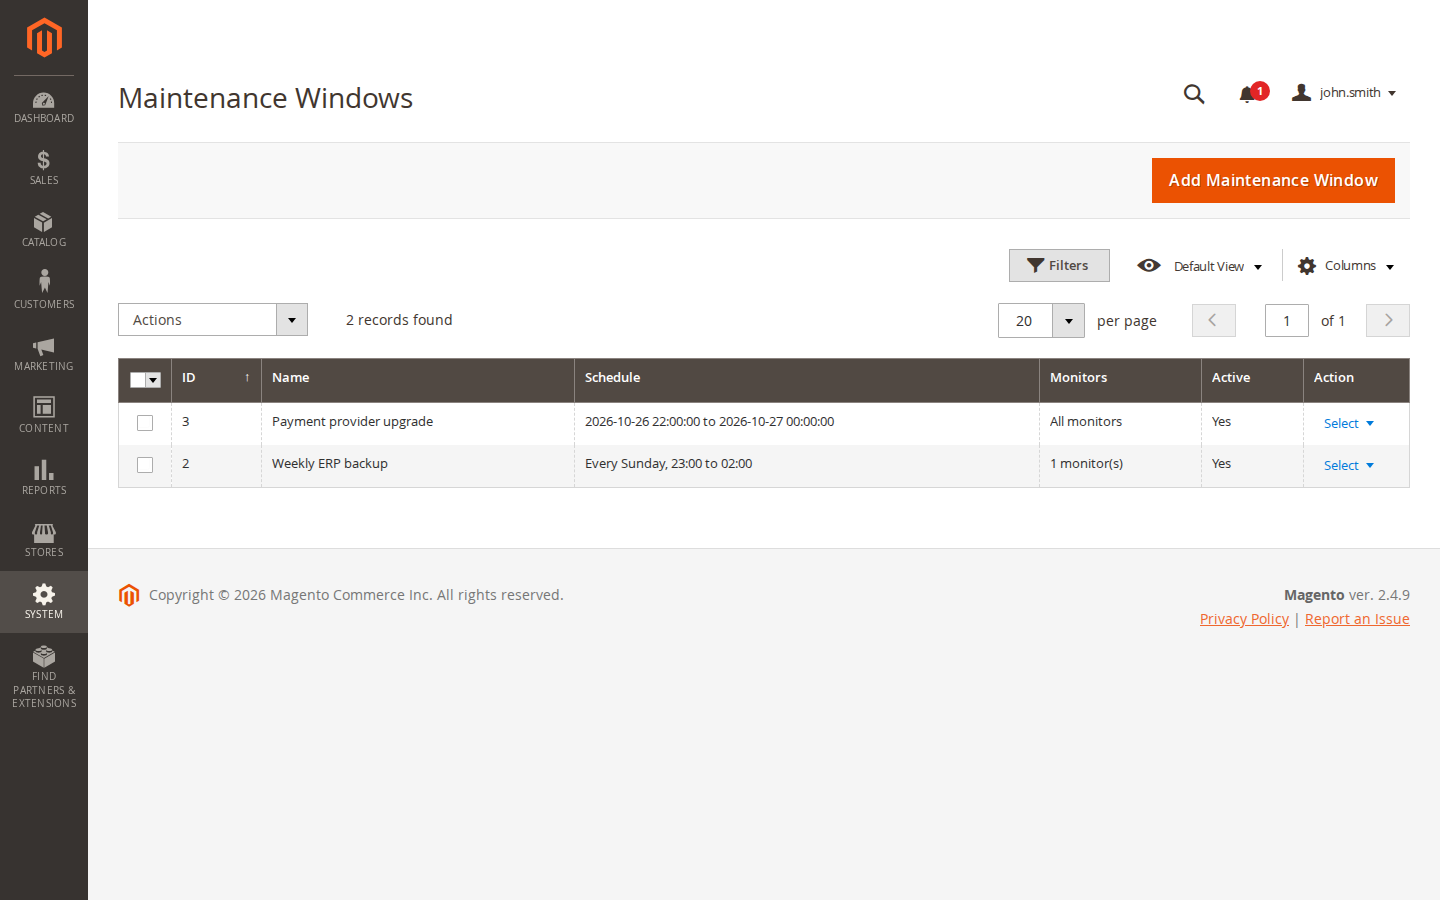 Maintenance Windows
1
john.smith
Add Maintenance Window
Filters
Default View
Columns
Actions
2 records found
20
per page
1
of 1
ID ↑ Name Schedule Monitors Active Action
3 Payment provider upgrade 2026-10-26 22:00:00 to 2026-10-27 00:00:00 All monitors Yes Select
2 Weekly ERP backup Every Sunday, 23:00 to 02:00 1 monitor(s) Yes Select
DASHBOARD
SALES
CATALOG
CUSTOMERS
MARKETING
CONTENT
REPORTS
STORES
SYSTEM
FIND
PARTNERS &
EXTENSIONS
Copyright © 2026 Magento Commerce Inc. All rights reserved.
Magento ver. 2.4.9
Privacy Policy | Report an Issue